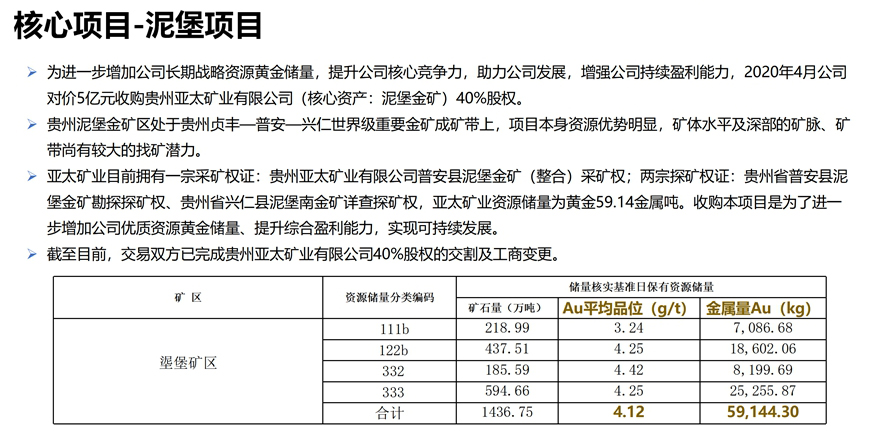 核心项目-泥堡项目
为进一步增加公司长期战略资源黄金储量，提升公司核心竞争力，助力公司发展，增强公司持续盈利能力，2020年4月公司
对价5亿元收购贵州亚太矿业有限公司（核心资产：泥堡金矿）40%股权。
贵州泥堡金矿区处于贵州贞丰—普安—兴仁世界级重要金矿成矿带上，项目本身资源优势明显，矿体水平及深部的矿脉、矿
带尚有较大的找矿潜力。
亚太矿业目前拥有一宗采矿权证：贵州亚太矿业有限公司普安县泥堡金矿（整合）采矿权；两宗探矿权证：贵州省普安县泥
堡金矿勘探探矿权、贵州省兴仁县泥堡南金矿详查探矿权，亚太矿业资源储量为黄金59.14金属吨。收购本项目是为了进一
步增加公司优质资源黄金储量、提升综合盈利能力，实现可持续发展。
截至目前，交易双方已完成贵州亚太矿业有限公司40%股权的交割及工商变更。
矿 区 资源储量分类编码 储量核实基准日保有资源储量
矿石量（万吨） Au平均品位（g/t） 金属量Au（kg）
111b 218.99 3.24 7,086.68
122b 437.51 4.25 18,602.06
堡矿区
332 185.59 4.42 8,199.69
333 594.66 4.25 25,255.87
合计 1436.75 4.12 59,144.30